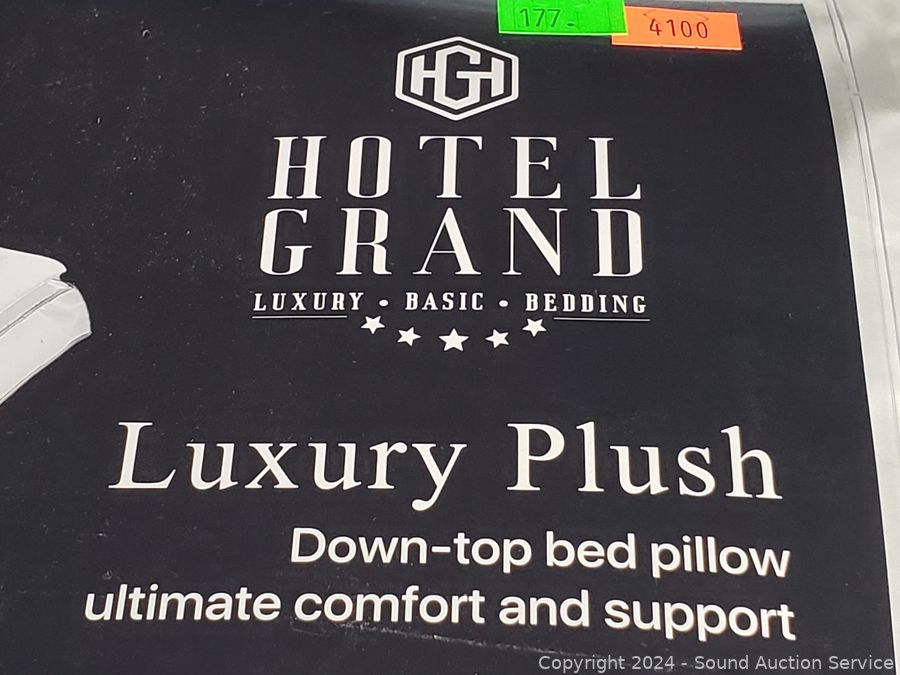 177-
4100
HGH
HOTEL
GRAND
LUXURY • BASIC • BEDDING
Luxury Plush
Down-top bed pillow
ultimate comfort and support
Copyright 2024 - Sound Auction Service